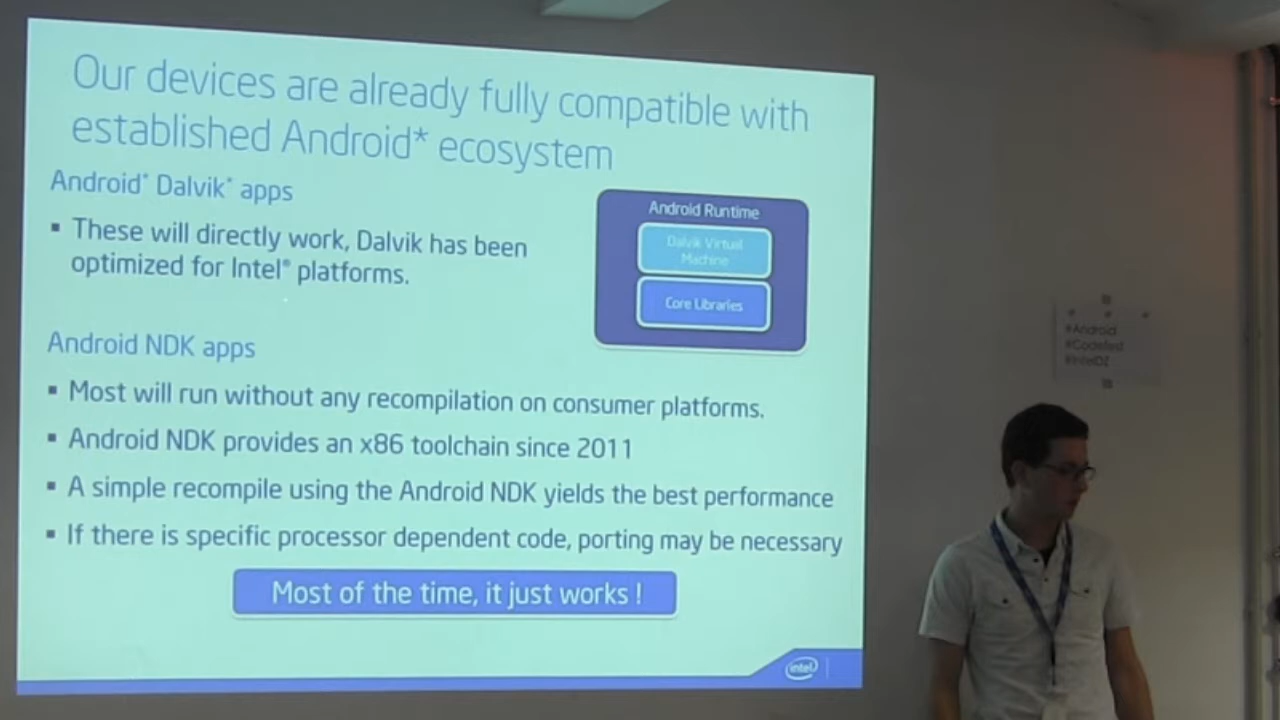 Our devices are already fully compatible with
established Android* ecosystem
Android* Dalvik* apps
▪ These will directly work, Dalvik has been
optimized for Intel® platforms.
Android Runtime
Dalvik Virtual
Machine
Core Libraries
Android NDK apps
▪ Most will run without any recompilation on consumer platforms.
▪ Android NDK provides an x86 toolchain since 2011
▪ A simple recompile using the Android NDK yields the best performance
▪ If there is specific processor dependent code, porting may be necessary
Most of the time, it just works !
intel
#Android
#Codefest
#IntelDZ